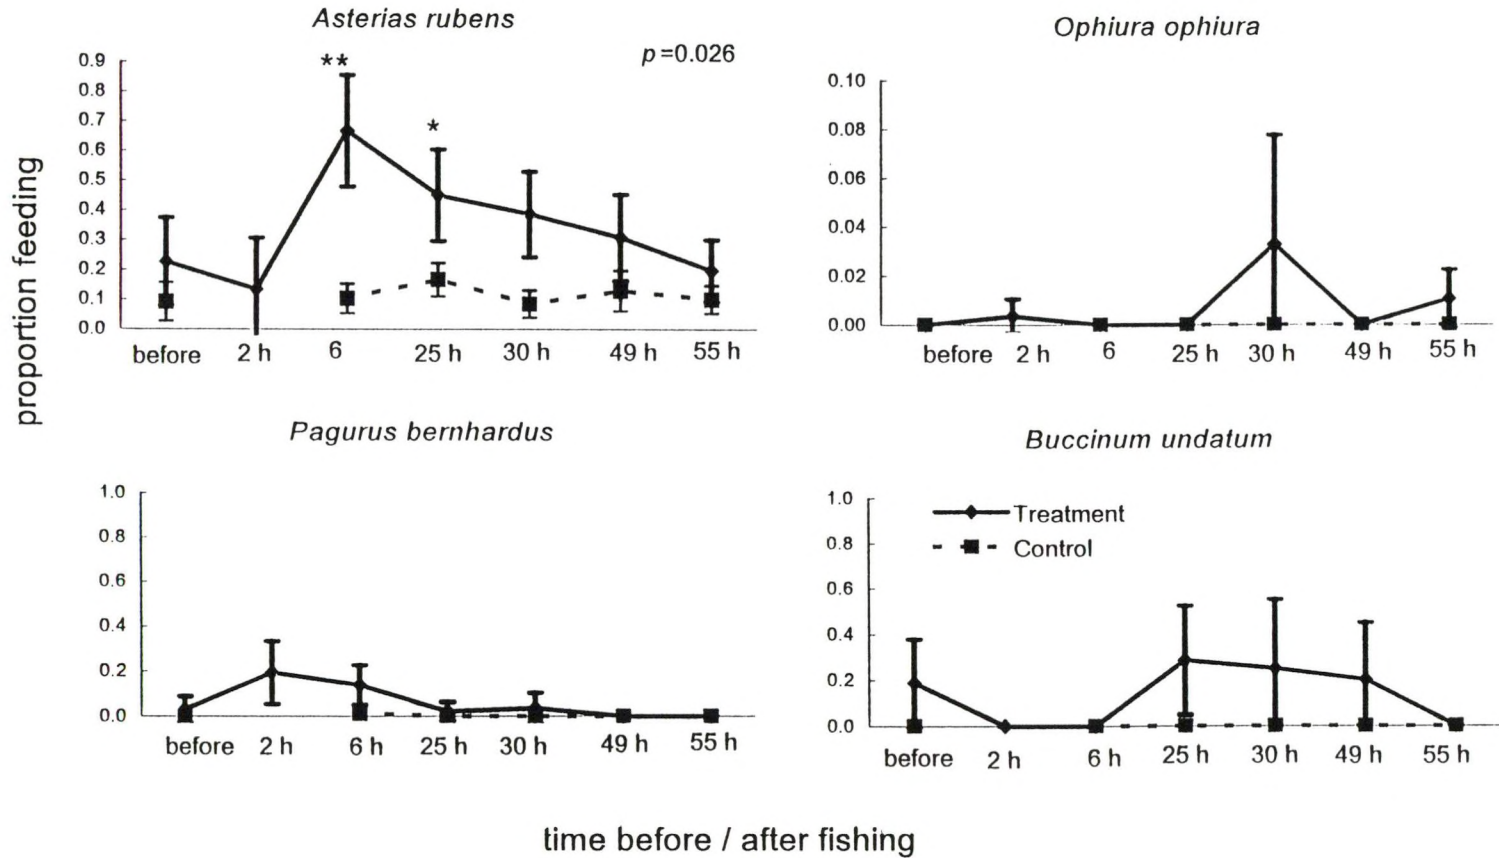 Asterias rubens
p=0.026
**
*
0.9
0.8
0.7
0.6
0.5
0.4
0.3
0.2
0.1
0.0
before 2 h 6 25 h 30 h 49 h 55 h
Ophiura ophiura
0.10
0.08
0.06
0.04
0.02
0.00
before 2 h 6 25 h 30 h 49 h 55 h
proportion feeding
Pagurus bernhardus
1.0
0.8
0.6
0.4
0.2
0.0
before 2 h 6 h 25 h 30 h 49 h 55 h
Buccinum undatum
1.0
0.8
0.6
0.4
0.2
0.0
Treatment
Control
before 2 h 6 h 25 h 30 h 49 h 55 h
time before / after fishing